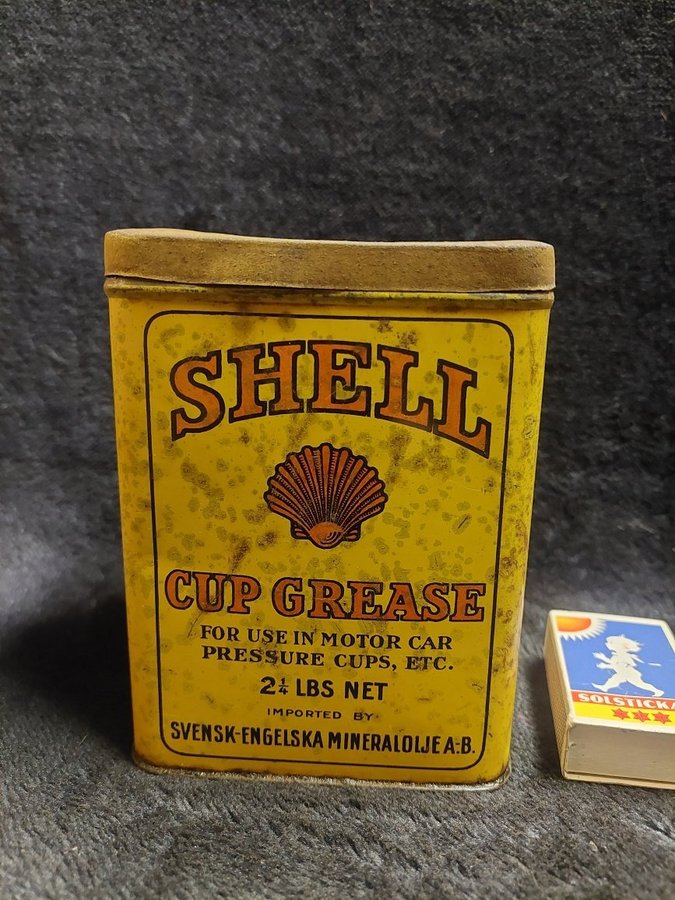 SHELL
CUP GREASE
FOR USE IN MOTOR CAR
PRESSURE CUPS, ETC.
2¼ LBS NET
IMPORTED BY
SVENSK-ENGELSKA MINERALOLJE A.-B.
SOLSTICKA